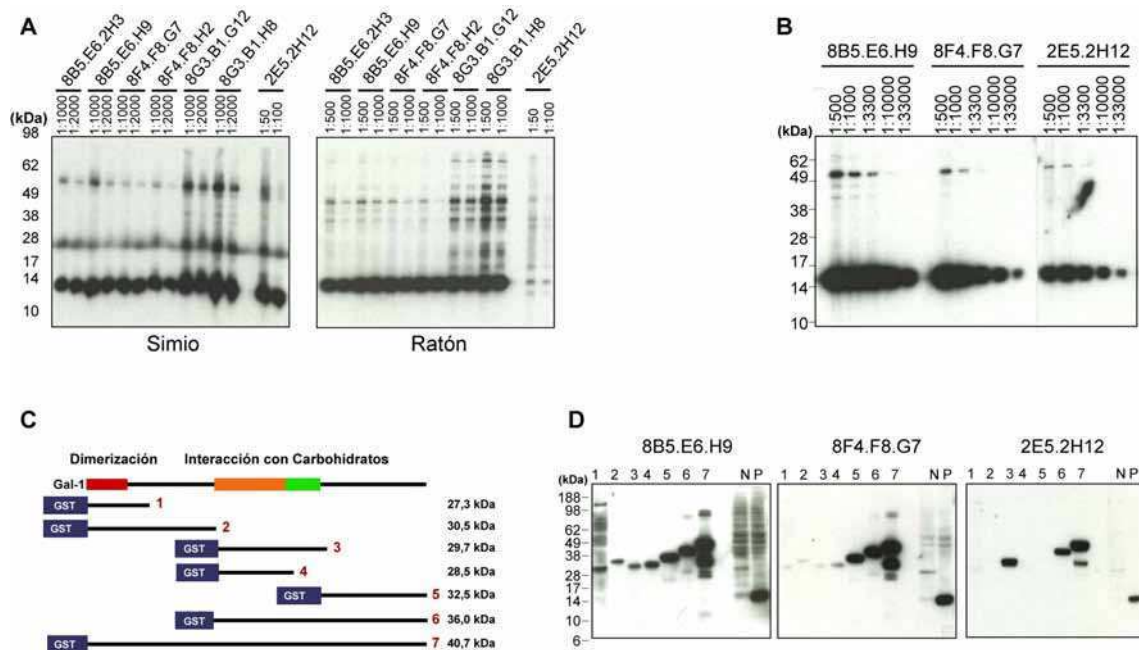 A
8B5.E6.2H3
8B5.E6.H9
8F4.F8.G7
8F4.F8.H2
8G3.B1.G12
8G3.B1.H8
2E5.2H12
1:1000
1:2000
1:1000
1:2000
1:1000
1:2000
1:1000
1:2000
1:1000
1:2000
1:1000
1:2000
1:50
1:100
(kDa)
98
62
49
38
28
17
14
10
Simio
8B5.E6.2H3
8B5.E6.H9
8F4.F8.G7
8F4.F8.H2
8G3.B1.G12
8G3.B1.H8
2E5.2H12
1:500
1:1000
1:500
1:1000
1:500
1:1000
1:500
1:1000
1:500
1:1000
1:500
1:1000
1:50
1:100
Ratón
B
8B5.E6.H9 8F4.F8.G7 2E5.2H12
1:500
1:1000
1:3300
1:10000
1:33000
1:500
1:1000
1:3300
1:10000
1:33000
1:500
1:1000
1:3300
1:10000
1:33000
(kDa)
62
49
38
28
17
14
10
C
Dimerización Interacción con Carbohidratos
Gal-1
GST 1 27,3 kDa
GST 2 30,5 kDa
GST 3 29,7 kDa
GST 4 28,5 kDa
GST 5 32,5 kDa
GST 6 36,0 kDa
GST 7 40,7 kDa
D
8B5.E6.H9 8F4.F8.G7 2E5.2H12
1 2 3 4 5 6 7 N P 1 2 3 4 5 6 7 N P 1 2 3 4 5 6 7 N P
(kDa)
188
98
62
49
38
28
17
14
10
6